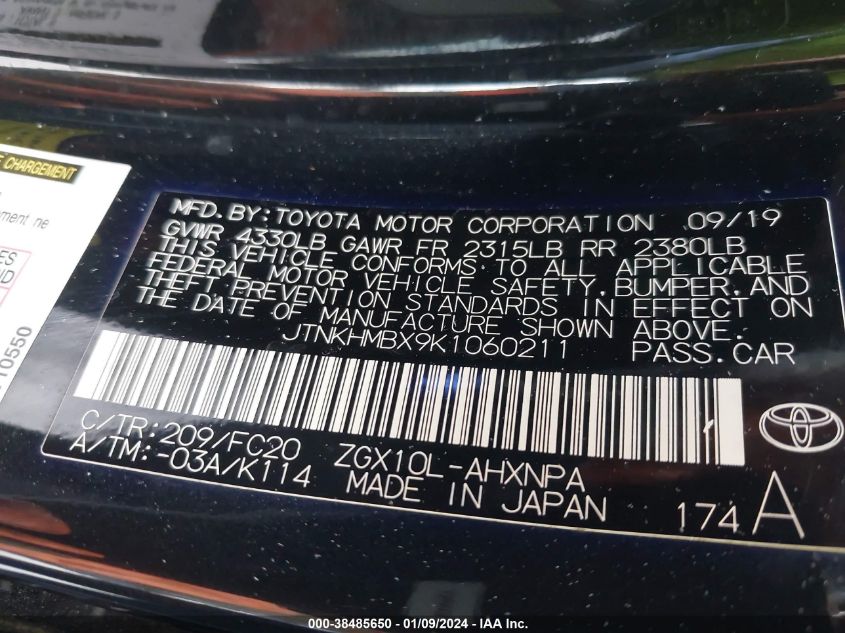 E CHARGEMENT
ment ne
ES
ND
10550
MFD. BY: TOYOTA MOTOR CORPORATION 09/19
GVWR 4330LB GAWR FR 2315LB RR 2380LB
THIS VEHICLE CONFORMS TO ALL APPLICABLE
FEDERAL MOTOR VEHICLE SAFETY, BUMPER, AND
THEFT PREVENTION STANDARDS IN EFFECT ON
THE DATE OF MANUFACTURE SHOWN ABOVE.
JTNKHMBX9K1060211 PASS. CAR
C/TR: 209/FC20 ZGX10L-AHXNPA
A/TM: -03A/K114 MADE IN JAPAN
174 A
000-38485650 / 01/09/2024 - IAA Inc.